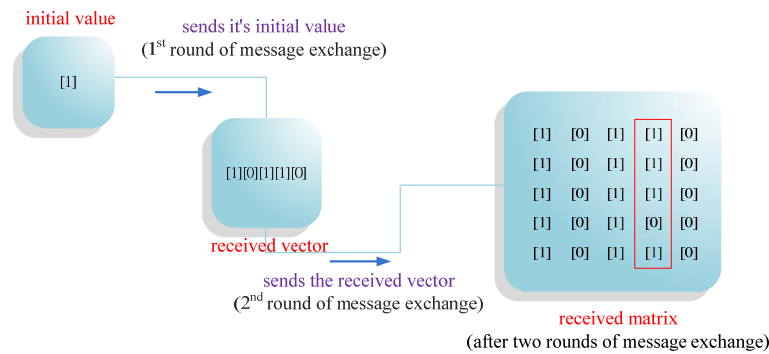 initial value
sends it's initial value
(1st round of message exchange)
[1]
[1][0][1][1][0]
received vector
sends the received vector
(2nd round of message exchange)
[1] [0] [1] [1] [0]
[1] [0] [1] [1] [0]
[1] [0] [1] [1] [0]
[1] [0] [1] [0] [0]
[1] [0] [1] [1] [0]
received matrix
(after two rounds of message exchange)